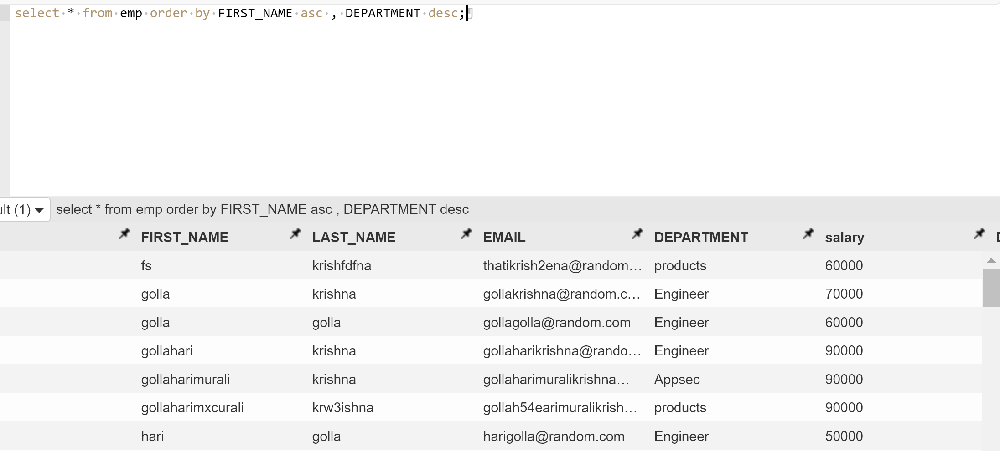 select * from emp order by FIRST_NAME asc , DEPARTMENT desc;
ult (1) select * from emp order by FIRST_NAME asc , DEPARTMENT desc
FIRST_NAME LAST_NAME EMAIL DEPARTMENT salary
fs krishfdfna thatikrish2ena@random... products 60000
golla krishna gollakrishna@random.c... Engineer 70000
golla golla gollagolla@random.com Engineer 60000
gollahari krishna gollaharikrishna@rando... Engineer 90000
gollaharimurali krishna gollaharimuralikrishna... Appsec 90000
gollaharimxcurali krw3ishna gollah54earimuralikrish... products 90000
hari golla harigolla@random.com Engineer 50000